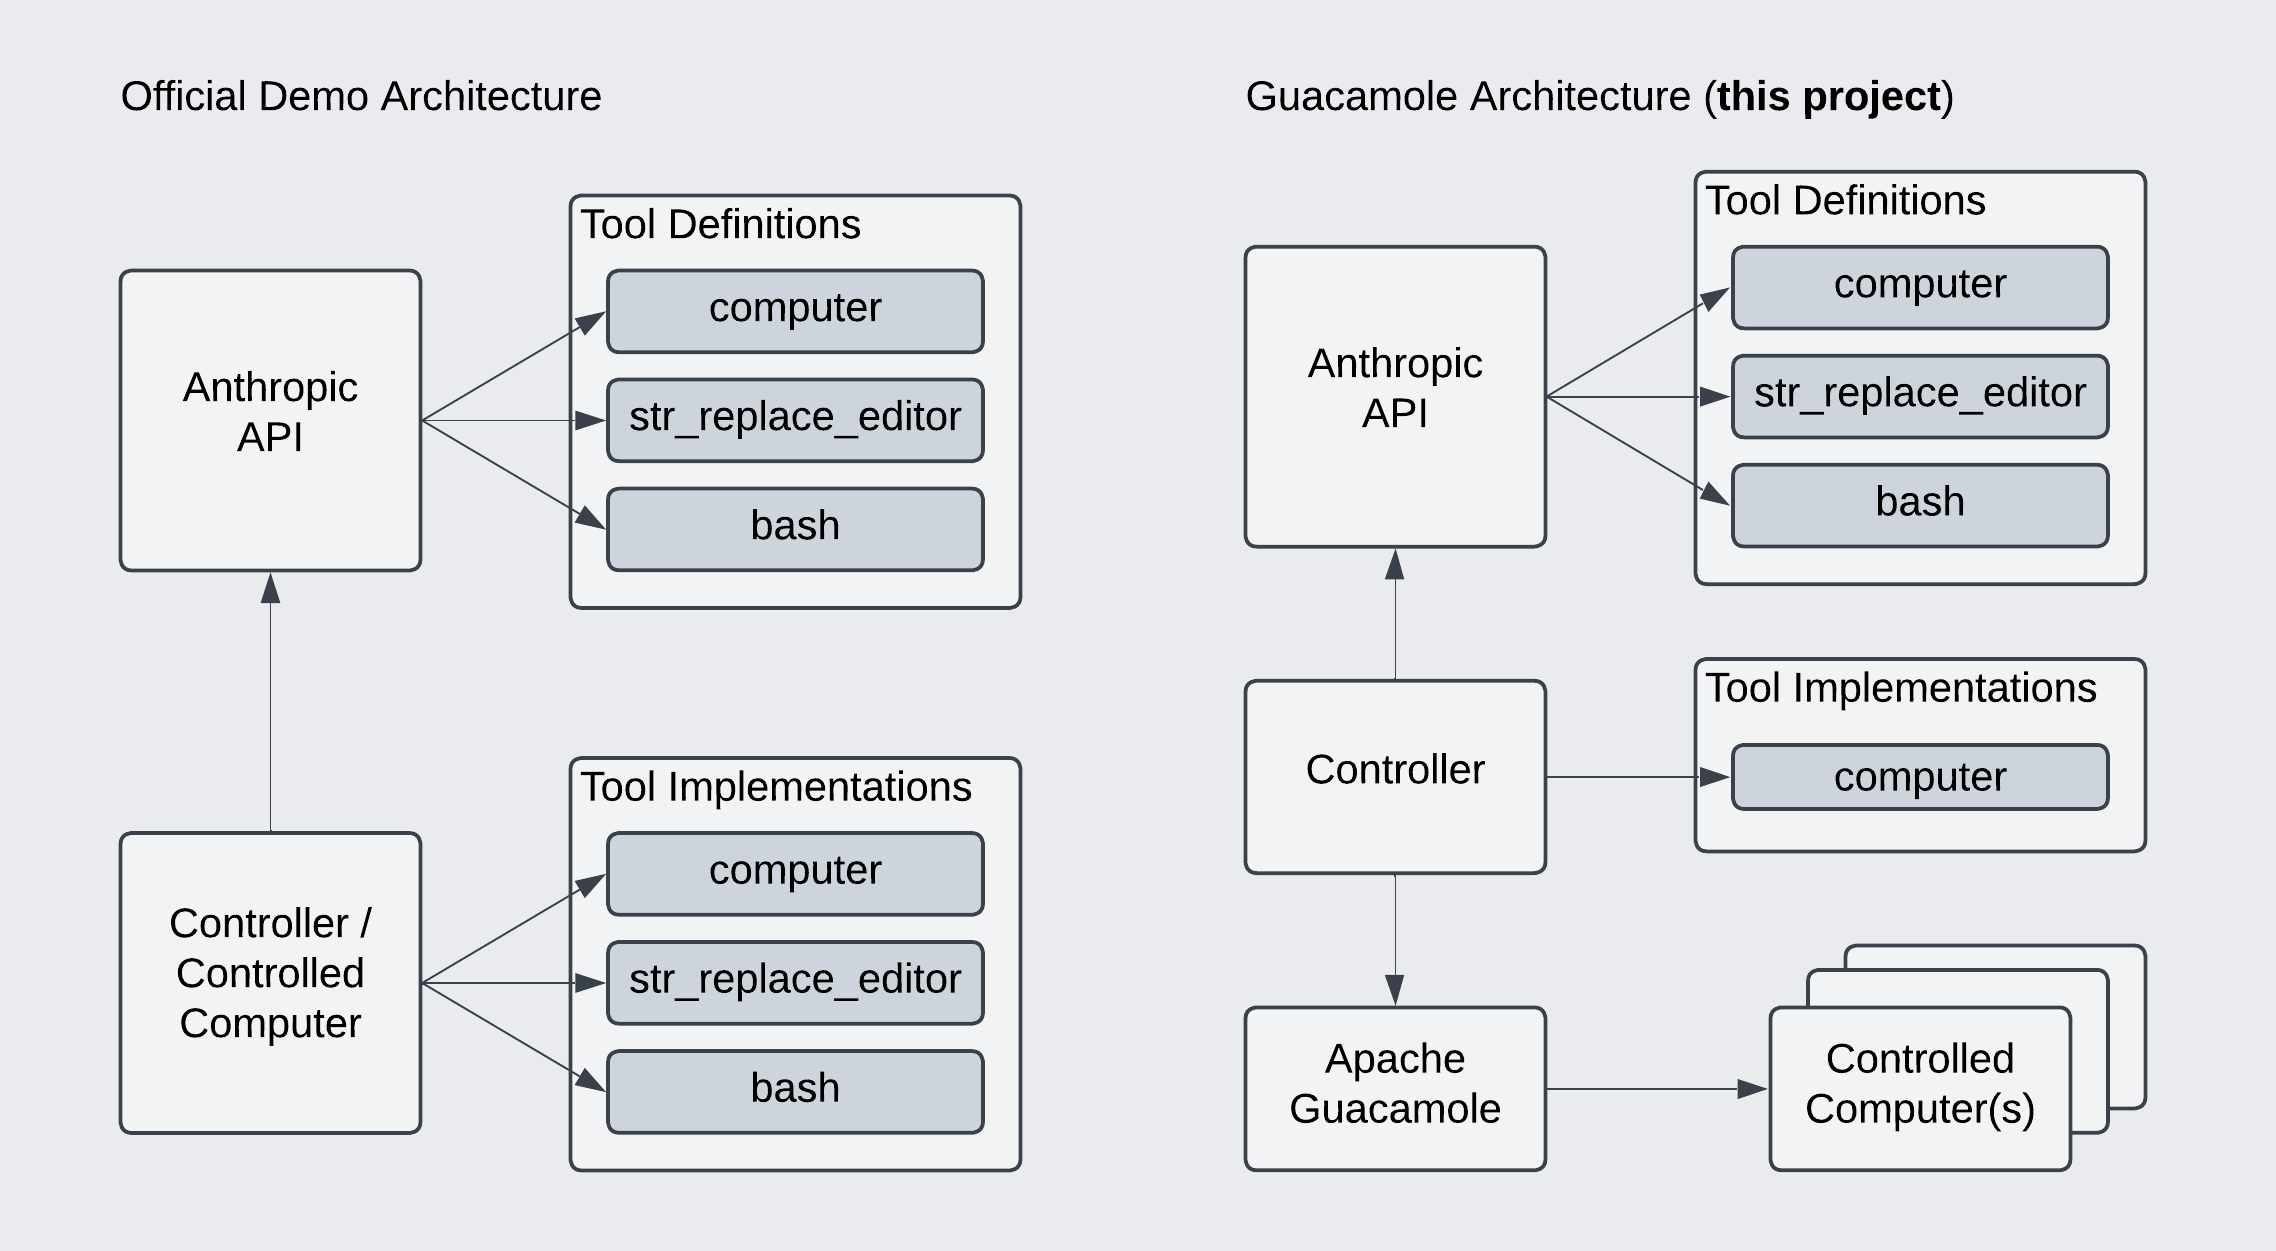 Official Demo Architecture
Anthropic
API
Tool Definitions
computer
str_replace_editor
bash
Controller /
Controlled
Computer
Tool Implementations
computer
str_replace_editor
bash
Guacamole Architecture (this project)
Anthropic
API
Tool Definitions
computer
str_replace_editor
bash
Controller
Tool Implementations
computer
Apache
Guacamole
Controlled
Computer(s)